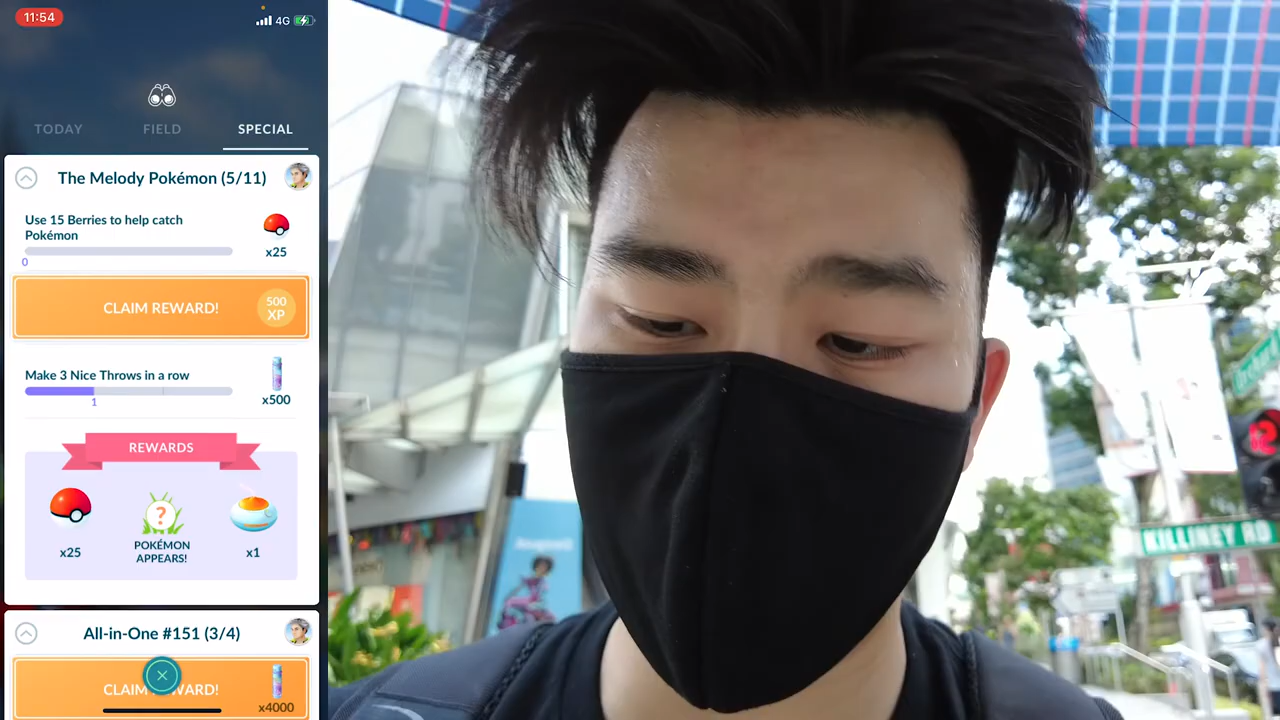 11:54
4G
TODAY
FIELD
SPECIAL
The Melody Pokémon (5/11)
Use 15 Berries to help catch
Pokémon
x25
0
CLAIM REWARD!
500
XP
Make 3 Nice Throws in a row
1
x500
REWARDS
x25
?
POKÉMON
APPEARS!
x1
All-in-One #151 (3/4)
x4000
KILLINEY RD